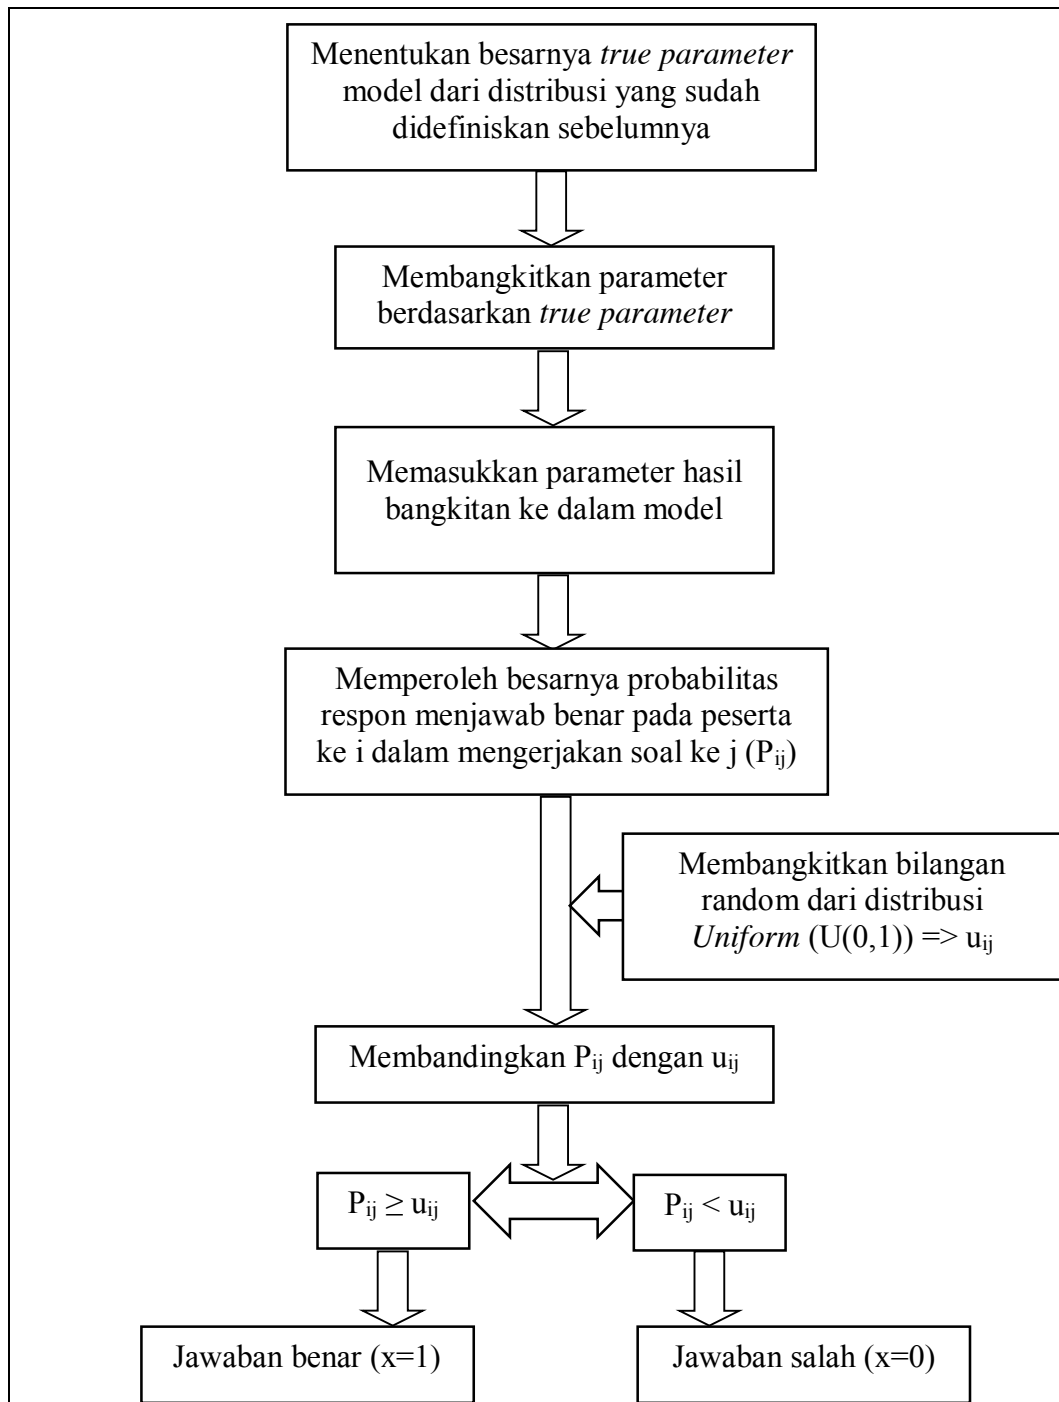 Menentukan besarnya true parameter
model dari distribusi yang sudah
didefiniskan sebelumnya
Membangkitkan parameter
berdasarkan true parameter
Memasukkan parameter hasil
bangkitan ke dalam model
Memperoleh besarnya probabilitas
respon menjawab benar pada peserta
ke i dalam mengerjakan soal ke j (Pij)
Membangkitkan bilangan
random dari distribusi
Uniform (U(0,1)) => uij
Membandingkan Pij dengan uij
Pij ≥ uij
Pij < uij
Jawaban benar (x=1)
Jawaban salah (x=0)